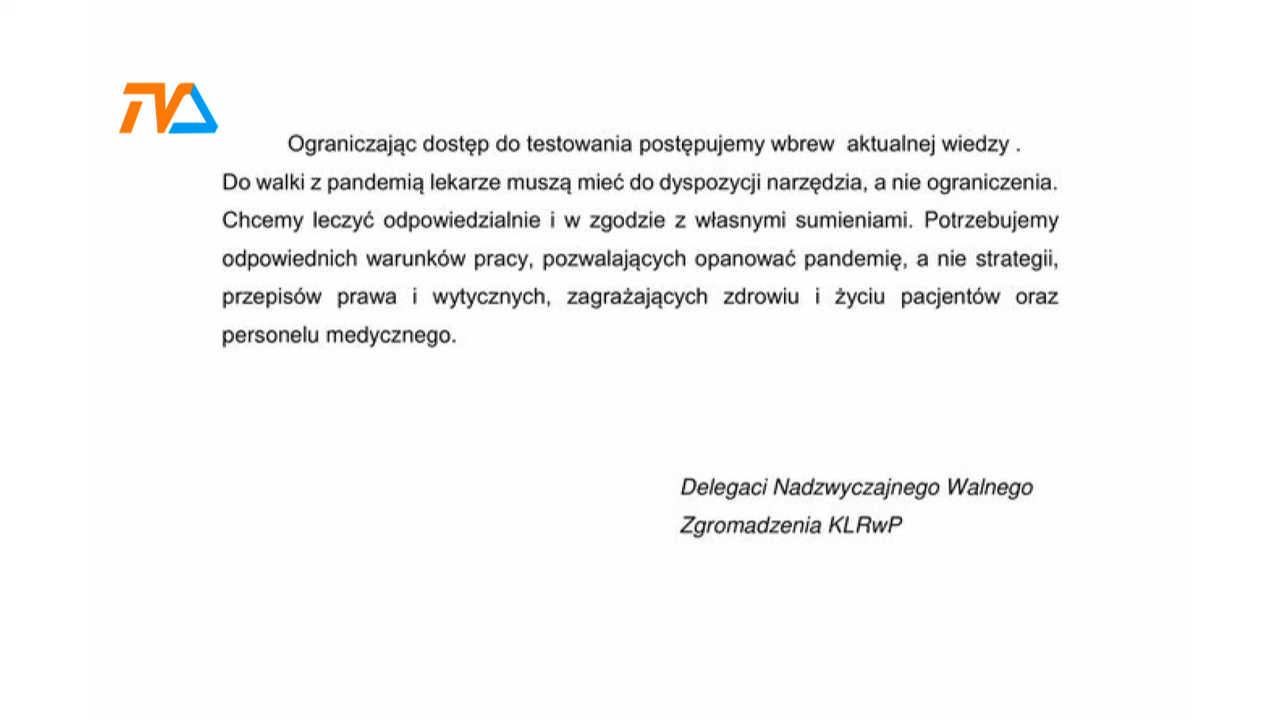 TVA
Ograniczając dostęp do testowania postępujemy wbrew  aktualnej wiedzy .
Do walki z pandemią lekarze muszą mieć do dyspozycji narzędzia, a nie ograniczenia.
Chcemy leczyć odpowiedzialnie i w zgodzie z własnymi sumieniami. Potrzebujemy
odpowiednich warunków pracy, pozwalających opanować pandemię, a nie strategii,
przepisów prawa i wytycznych, zagrażających zdrowiu i życiu pacjentów oraz
personelu medycznego.
Delegaci Nadzwyczajnego Walnego
Zgromadzenia KLRwP